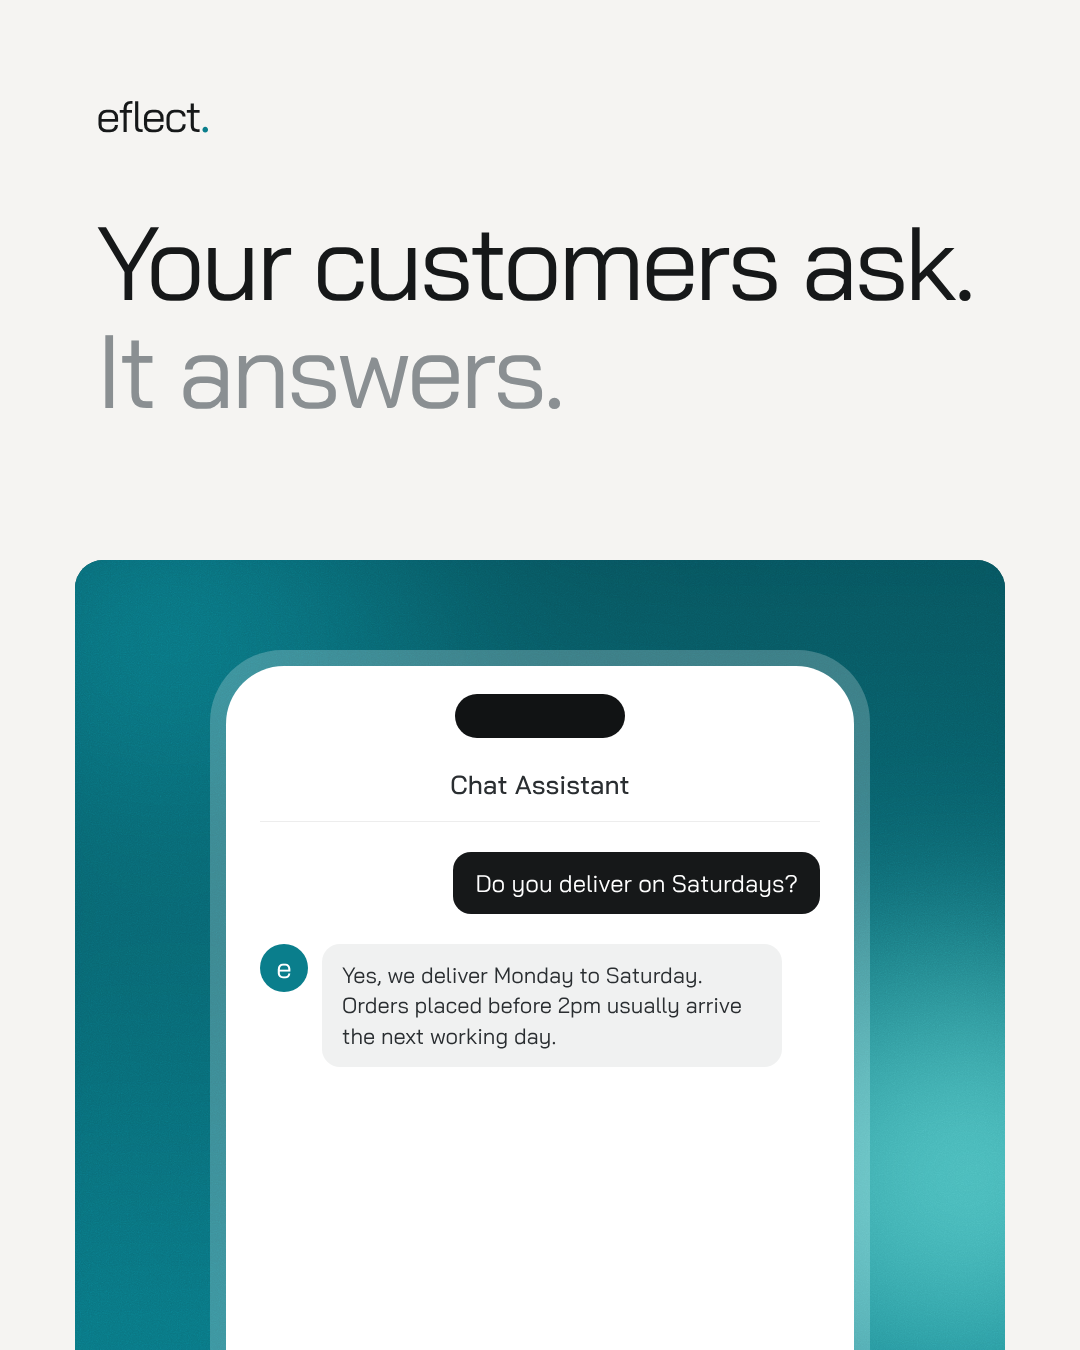 eflect.
Your customers ask.
It answers.
Chat Assistant
Do you deliver on Saturdays?
e
Yes, we deliver Monday to Saturday.
Orders placed before 2pm usually arrive
the next working day.